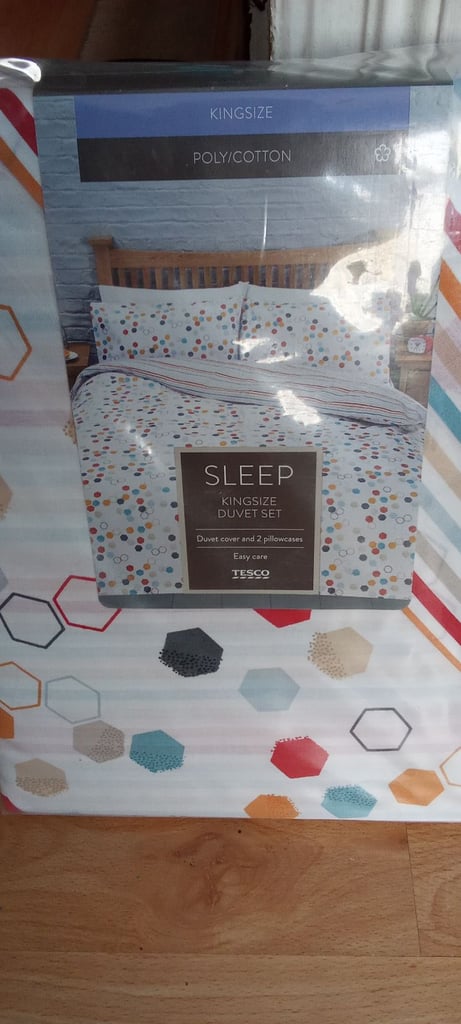 KINGSIZE
POLY/COTTON
SLEEP
KINGSIZE
DUVET SET
Duvet cover and 2 pillowcases
Easy care
TESCO